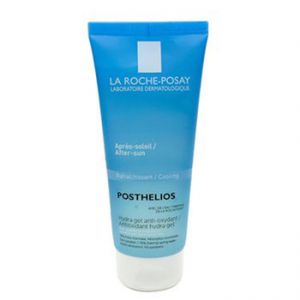 LA ROCHE-POSAY
LABORATOIRE DERMATOLOGIQUE
Après-soleil /
After-sun
Rafraîchissant / Cooling
POSTHELIOS
Hydra gel anti-oxydant /
Antioxidant hydra-gel